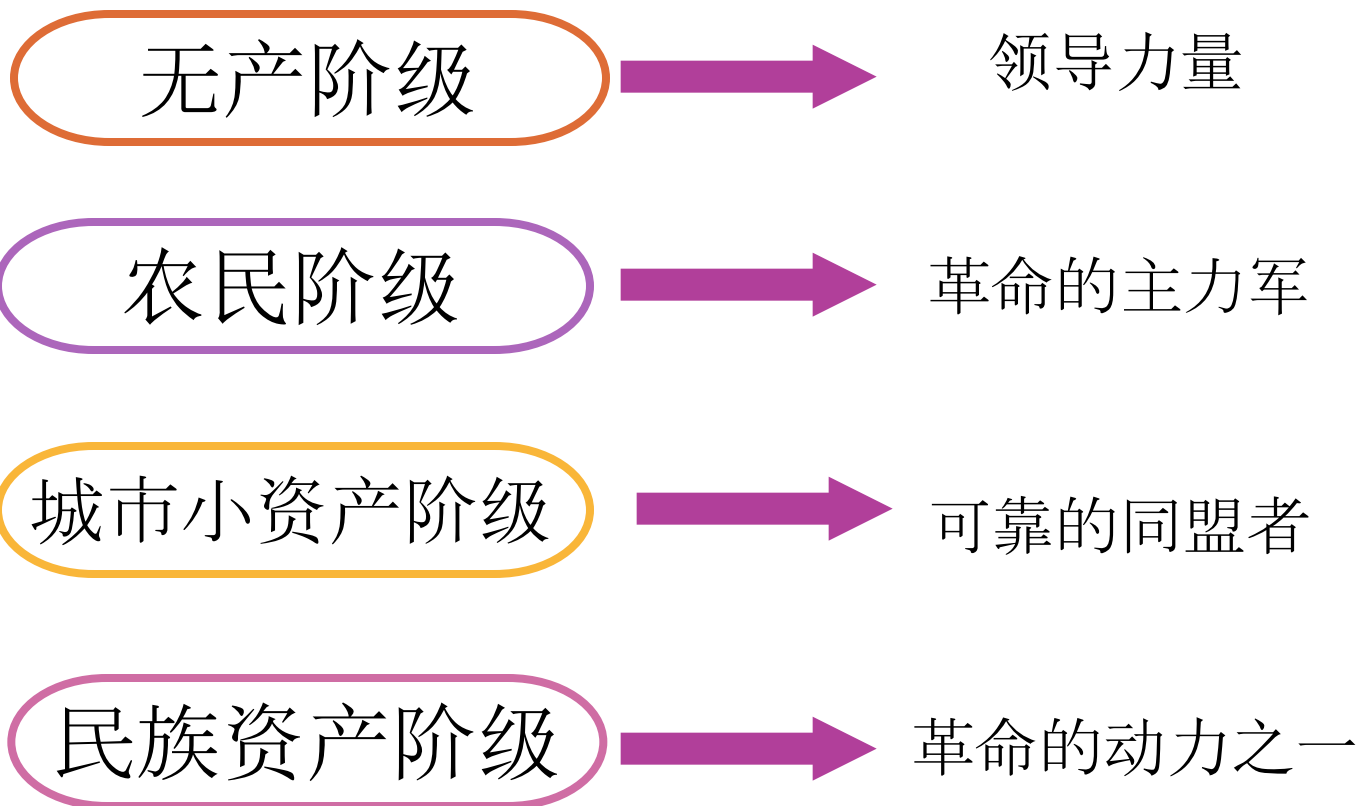 无产阶级
领导力量
农民阶级
革命的主力军
城市小资产阶级
可靠的同盟者
民族资产阶级
革命的动力之一